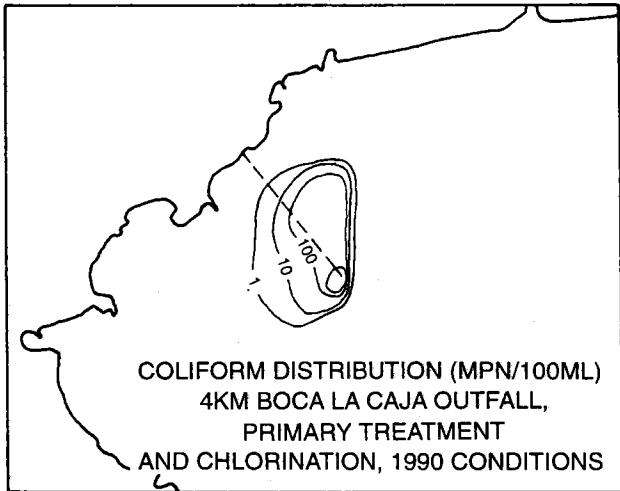 100
10
1
COLIFORM DISTRIBUTION (MPN/100ML)
4KM BOCA LA CAJA OUTFALL,
PRIMARY TREATMENT
AND CHLORINATION, 1990 CONDITIONS